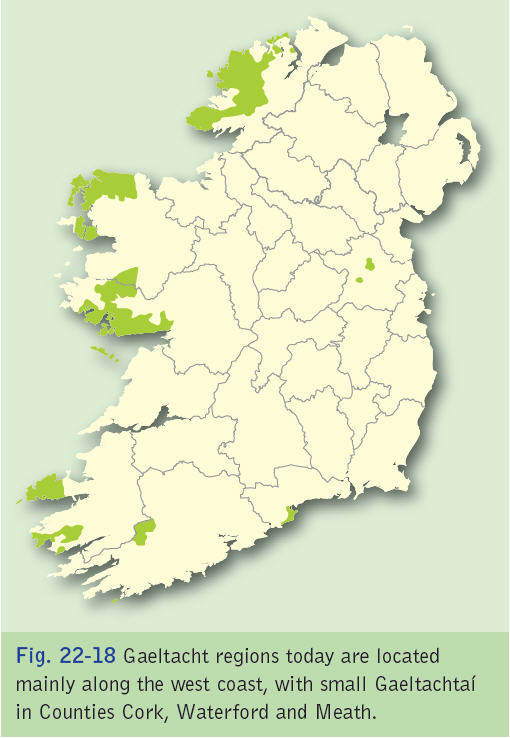 Fig. 22-18 Gaeltacht regions today are located
mainly along the west coast, with small Gaeltachtaí
in Counties Cork, Waterford and Meath.